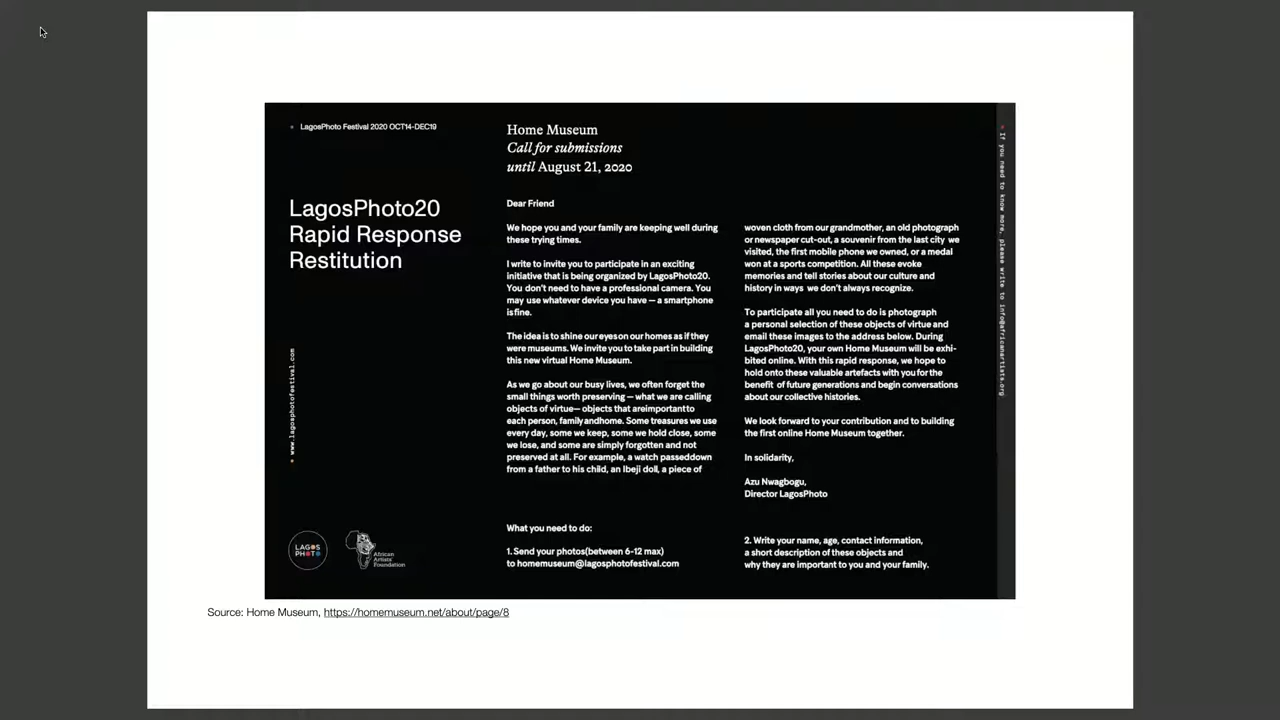 LagosPhoto Festival 2020 OCT14-DEC19
LagosPhoto20
Rapid Response
Restitution
www.lagosphotofestival.com
LAGOS
PHOTO
African
Artists'
Foundation
Home Museum
Call for submissions
until August 21, 2020
Dear Friend
We hope you and your family are keeping well during
these trying times.
I write to invite you to participate in an exciting
initiative that is being organized by LagosPhoto20.
You don't need to have a professional camera. You
may use whatever device you have — a smartphone
is fine.
The idea is to shine our eyes on our homes as if they
were museums. We invite you to take part in building
this new virtual Home Museum.
As we go about our busy lives, we often forget the
small things worth preserving — what we are calling
objects of virtue— objects that are important to
each person, family and home. Some treasures we use
every day, some we keep, some we hold close, some
we lose, and some are simply forgotten and not
preserved at all. For example, a watch passed down
from a father to his child, an Ibeji doll, a piece of
woven cloth from our grandmother, an old photograph
or newspaper cut-out, a souvenir from the last city we
visited, the first mobile phone we owned, or a medal
won at a sports competition. All these evoke
memories and tell stories about our culture and
history in ways we don't always recognize.
To participate all you need to do is photograph
a personal selection of these objects of virtue and
email these images to the address below. During
LagosPhoto20, your own Home Museum will be exhi-
bited online. With this rapid response, we hope to
hold onto these valuable artefacts with you for the
benefit of future generations and begin conversations
about our collective histories.
We look forward to your contribution and to building
the first online Home Museum together.
In solidarity,
Azu Nwagbogu,
Director LagosPhoto
What you need to do:
1. Send your photos(between 6-12 max)
to homemuseum@lagosphotofestival.com
2. Write your name, age, contact information,
a short description of these objects and
why they are important to you and your family.
If you need to know more, please write to info@africanartists.org
Source: Home Museum, https://homemuseum.net/about/page/8